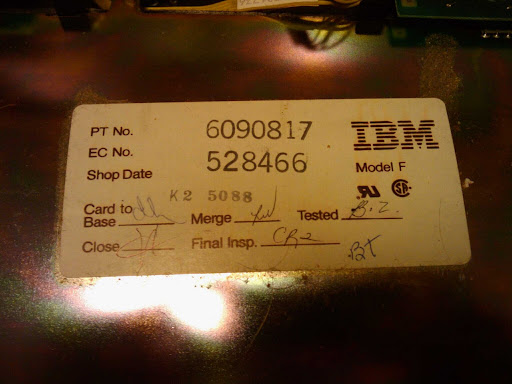 PT No. 6090817 IBM
EC No. 528466
Shop Date Model F
K2 5088
Card to
Base Merge Tested B.Z.
Close Final Insp.